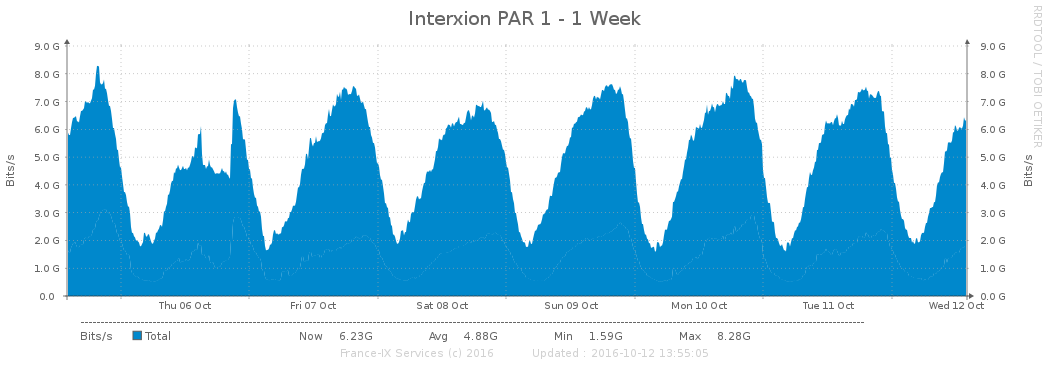 Interxion PAR 1 - 1 Week
RRDTOOL / TOBI OETIKER
Bits/s
9.0 G 9.0 G
8.0 G 8.0 G
7.0 G 7.0 G
6.0 G 6.0 G
5.0 G 5.0 G
4.0 G 4.0 G
3.0 G 3.0 G
2.0 G 2.0 G
1.0 G 1.0 G
0.0 0.0 G
Bits/s
Thu 06 Oct Fri 07 Oct Sat 08 Oct Sun 09 Oct Mon 10 Oct Tue 11 Oct Wed 12 Oct
Bits/s Total Now 6.23G Avg 4.88G Min 1.59G Max 8.28G
France-IX Services (c) 2016 Updated : 2016-10-12 13:55:05